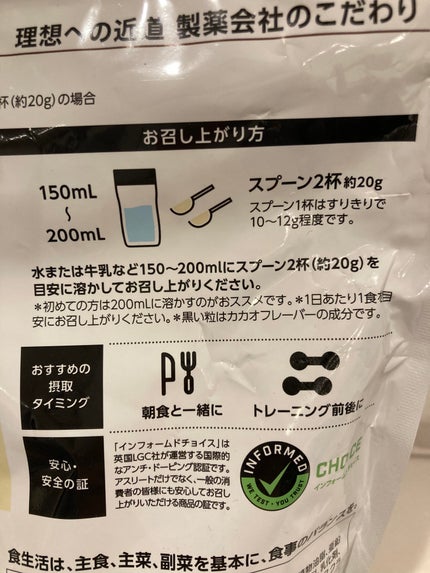 理想への近道 製薬会社のこだわり
杯(約20g)の場合
お召し上がり方
150mL
～
200mL
スプーン2杯 約20g
スプーン1杯はすりきりで
10～12g程度です。
水または牛乳など150～200mlにスプーン2杯(約20g)を
目安に溶かしてお召し上がりください。
＊初めての方は200mlに溶かすのがおススメです。＊1日あたり1食を目
安にお召し上がりください。＊黒い粒はカカオフレーバーの成分です。
おすすめの
摂取
タイミング
朝食と一緒に
トレーニング前後に
安心・
安全の証
「インフォームドチョイス」は
英国LGC社が運営する国際的
なアンチ・ドーピング認証です。
アスリートだけでなく、一般の消
費者の皆様にも安心してお召し
上がりいただける商品の証です。
INFORMED
WE TEST · YOU TRUST
CHOICE
インフォームド
食生活は、主食、主菜、副菜を基本に、食事のバランスを。